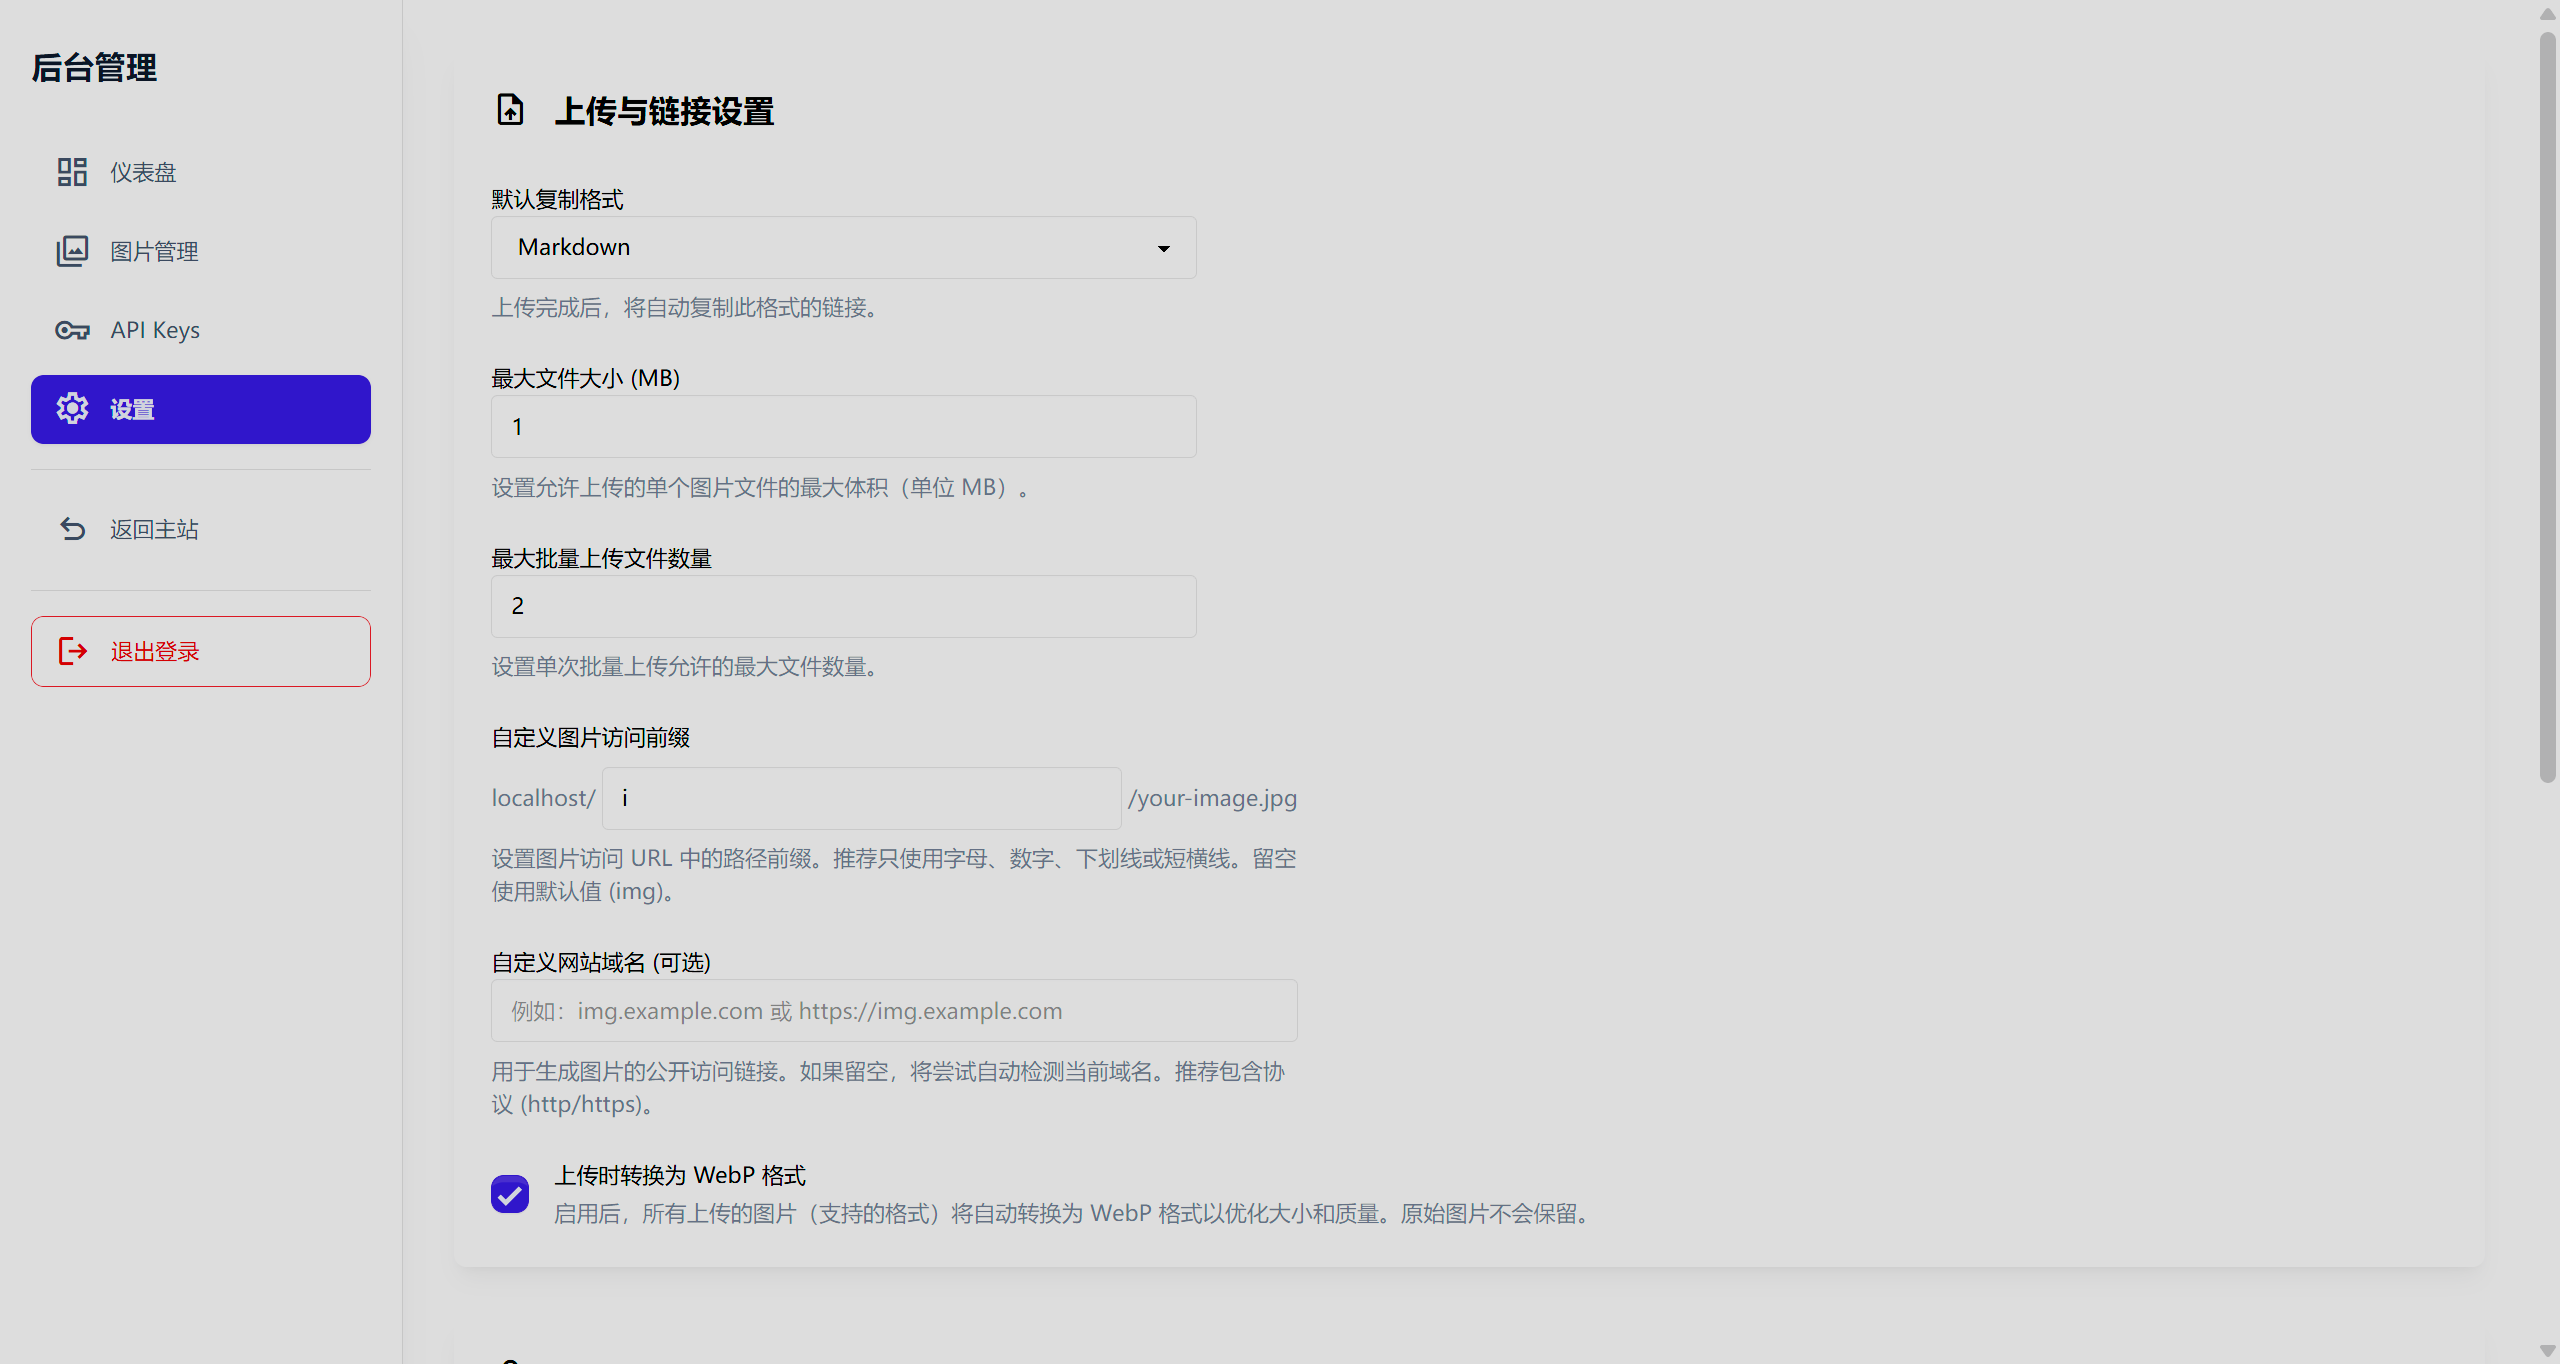 后台管理
仪表盘
图片管理
API Keys
设置
返回主站
退出登录
上传与链接设置
默认复制格式
Markdown
上传完成后，将自动复制此格式的链接。
最大文件大小 (MB)
1
设置允许上传的单个图片文件的最大体积（单位 MB）。
最大批量上传文件数量
2
设置单次批量上传允许的最大文件数量。
自定义图片访问前缀
localhost/ i /your-image.jpg
设置图片访问 URL 中的路径前缀。推荐只使用字母、数字、下划线或短横线。留空
使用默认值 (img)。
自定义网站域名 (可选)
例如：img.example.com 或 https://img.example.com
用于生成图片的公开访问链接。如果留空，将尝试自动检测当前域名。推荐包含协
议 (http/https)。
上传时转换为 WebP 格式
启用后，所有上传的图片（支持的格式）将自动转换为 WebP 格式以优化大小和质量。原始图片不会保留。